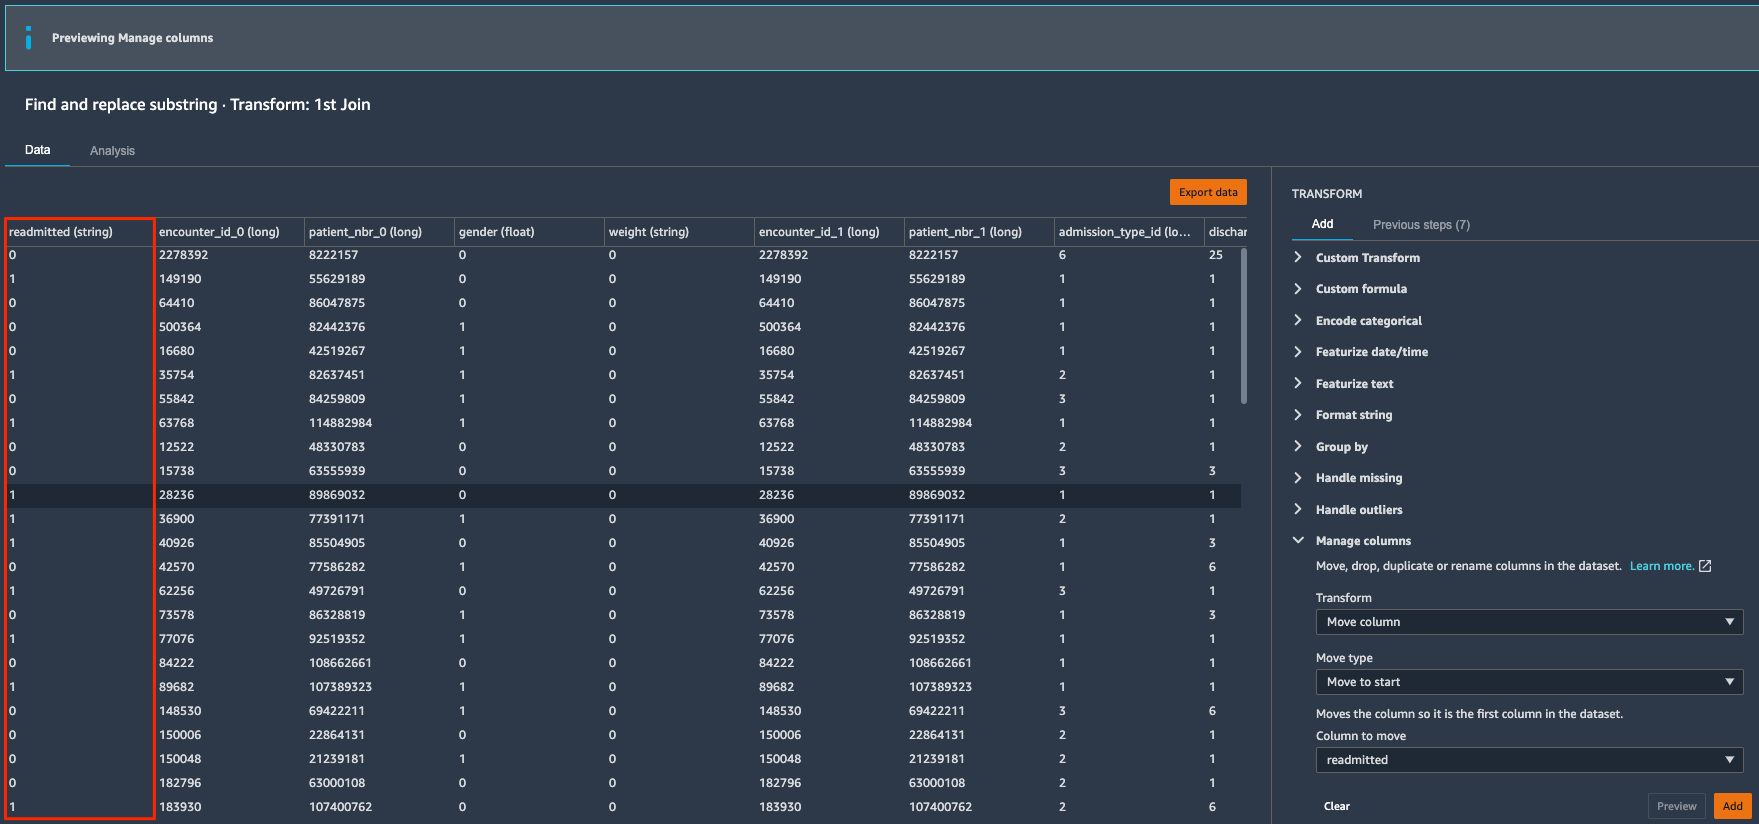 Previewing Manage columns
Find and replace substring · Transform: 1st Join
Data Analysis
Export data
readmitted (string) encounter_id_0 (long) patient_nbr_0 (long) gender (float) weight (string) encounter_id_1 (long) patient_nbr_1 (long) admission_type_id (lo... dischar
0 2278392 8222157 0 0 2278392 8222157 6 25
1 149190 55629189 0 0 149190 55629189 1 1
0 64410 86047875 0 0 64410 86047875 1 1
0 500364 82442376 1 0 500364 82442376 1 1
0 16680 42519267 1 0 16680 42519267 1 1
1 35754 82637451 1 0 35754 82637451 2 1
0 55842 84259809 1 0 55842 84259809 3 1
1 63768 114882984 1 0 63768 114882984 1 1
0 12522 48330783 0 0 12522 48330783 2 1
0 15738 63555939 0 0 15738 63555939 3 3
1 28236 89869032 0 0 28236 89869032 1 1
1 36900 77391171 1 0 36900 77391171 2 1
1 40926 85504905 0 0 40926 85504905 1 3
0 42570 77586282 1 0 42570 77586282 1 6
1 62256 49726791 0 0 62256 49726791 3 1
0 73578 86328819 1 0 73578 86328819 1 3
1 77076 92519352 1 0 77076 92519352 1 1
0 84222 108662661 0 0 84222 108662661 1 1
1 89682 107389323 1 0 89682 107389323 1 1
0 148530 69422211 1 0 148530 69422211 3 6
0 150006 22864131 0 0 150006 22864131 2 1
0 150048 21239181 1 0 150048 21239181 2 1
0 182796 63000108 0 0 182796 63000108 2 1
1 183930 107400762 0 0 183930 107400762 2 6
TRANSFORM
Add Previous steps (7)
Custom Transform
Custom formula
Encode categorical
Featurize date/time
Featurize text
Format string
Group by
Handle missing
Handle outliers
Manage columns
Move, drop, duplicate or rename columns in the dataset. Learn more.
Transform
Move column
Move type
Move to start
Moves the column so it is the first column in the dataset.
Column to move
readmitted
Clear Preview Add